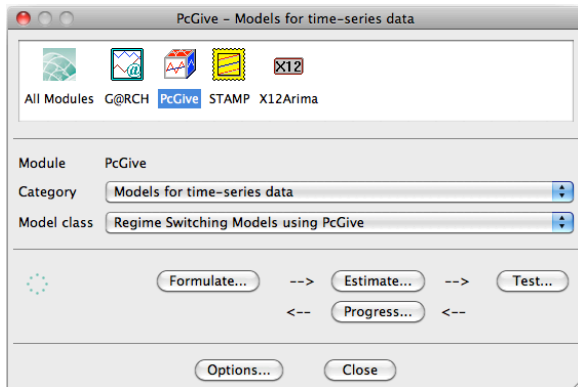 PcGive - Models for time-series data
X12
All Modules G@RCH PcGive STAMP X12Arima
Module PcGive
Category Models for time-series data
Model class Regime Switching Models using PcGive
Formulate... --> Estimate... --> Test...
<-- Progress... <--
Options... Close